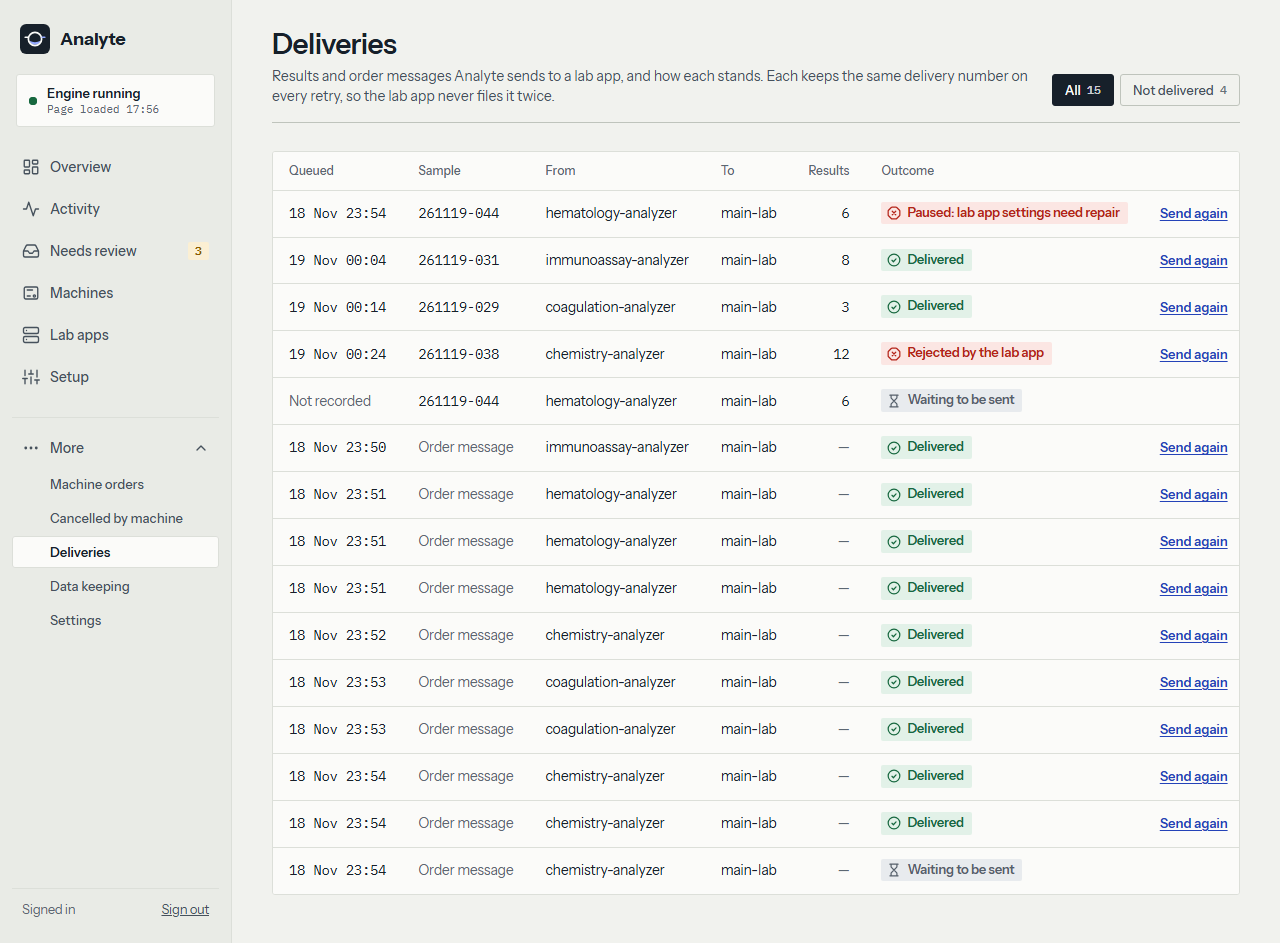 Analyte
Engine running
Page loaded 17:56
Overview
Activity
Needs review 3
Machines
Lab apps
Setup
More
Machine orders
Cancelled by machine
Deliveries
Data keeping
Settings
Signed in Sign out
Deliveries
Results and order messages Analyte sends to a lab app, and how each stands. Each keeps the same delivery number on
every retry, so the lab app never files it twice.
All 15 Not delivered 4
Queued Sample From To Results Outcome
18 Nov 23:54 261119-044 hematology-analyzer main-lab 6 Paused: lab app settings need repair Send again
19 Nov 00:04 261119-031 immunoassay-analyzer main-lab 8 Delivered Send again
19 Nov 00:14 261119-029 coagulation-analyzer main-lab 3 Delivered Send again
19 Nov 00:24 261119-038 chemistry-analyzer main-lab 12 Rejected by the lab app Send again
Not recorded 261119-044 hematology-analyzer main-lab 6 Waiting to be sent
18 Nov 23:50 Order message immunoassay-analyzer main-lab — Delivered Send again
18 Nov 23:51 Order message hematology-analyzer main-lab — Delivered Send again
18 Nov 23:51 Order message hematology-analyzer main-lab — Delivered Send again
18 Nov 23:51 Order message hematology-analyzer main-lab — Delivered Send again
18 Nov 23:52 Order message chemistry-analyzer main-lab — Delivered Send again
18 Nov 23:53 Order message coagulation-analyzer main-lab — Delivered Send again
18 Nov 23:53 Order message coagulation-analyzer main-lab — Delivered Send again
18 Nov 23:54 Order message chemistry-analyzer main-lab — Delivered Send again
18 Nov 23:54 Order message chemistry-analyzer main-lab — Delivered Send again
18 Nov 23:54 Order message chemistry-analyzer main-lab — Waiting to be sent